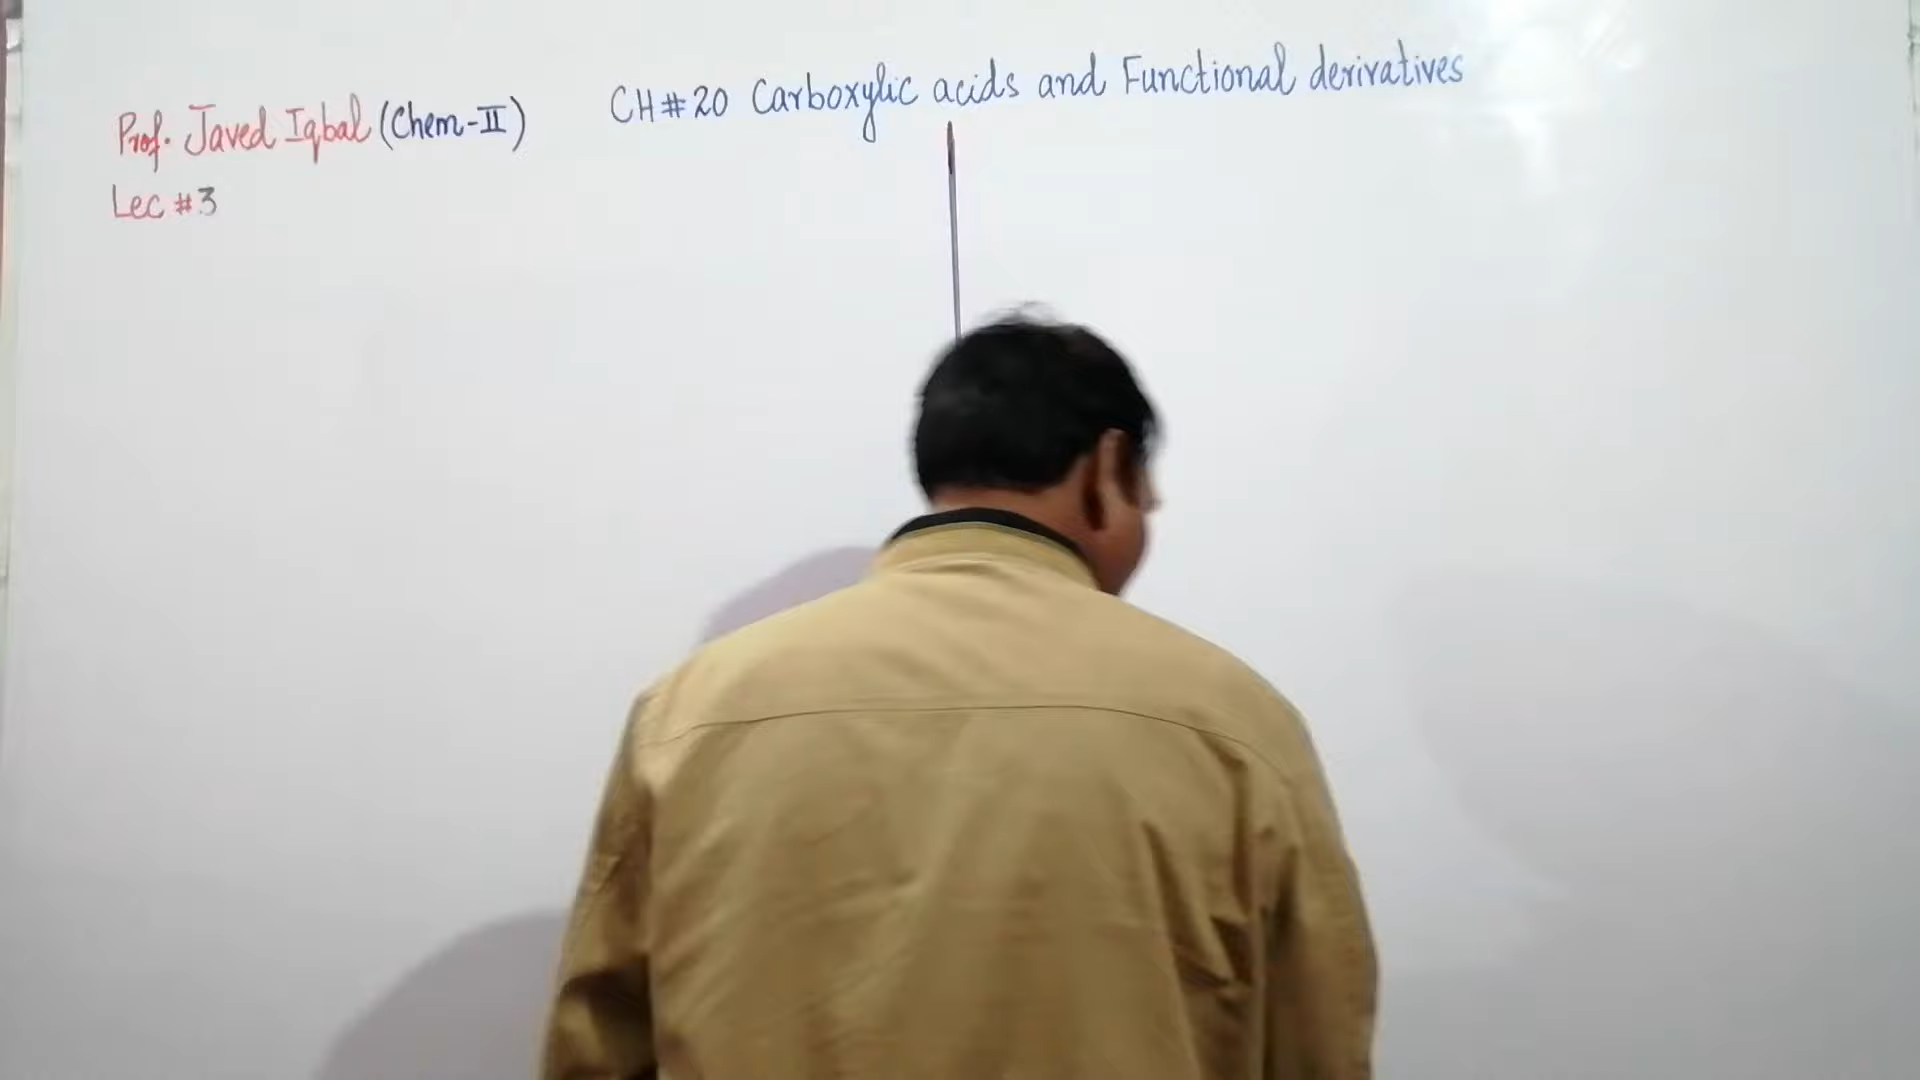 Prof. Javed Iqbal (Chem-II)
CH#20 Carboxylic acids and Functional derivatives
Lec #3